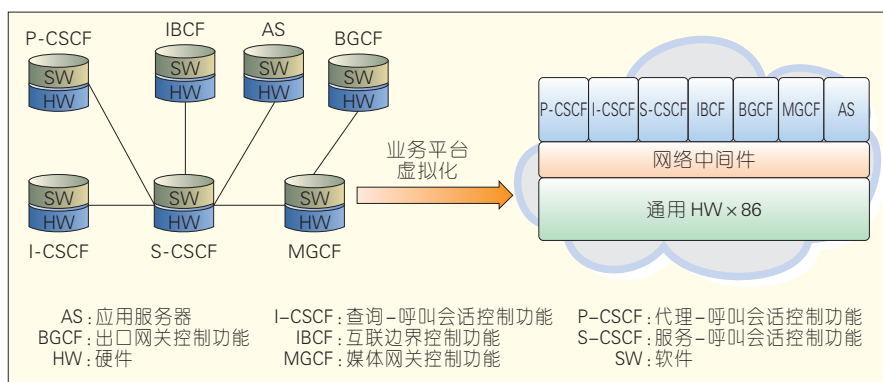 P-CSCF IBCF AS BGCF
SW SW SW SW
HW HW HW HW
SW SW SW
HW HW HW
I-CSCF S-CSCF MGCF
业务平台
虚拟化
P-CSCF I-CSCF S-CSCF IBCF BGCF MGCF AS
网络中间件
通用 HW×86
AS:应用服务器 I-CSCF:查询-呼叫会话控制功能 P-CSCF:代理-呼叫会话控制功能
BGCF:出口网关控制功能 IBCF:互联边界控制功能 S-CSCF:服务-呼叫会话控制功能
HW:硬件 MGCF:媒体网关控制功能 SW:软件